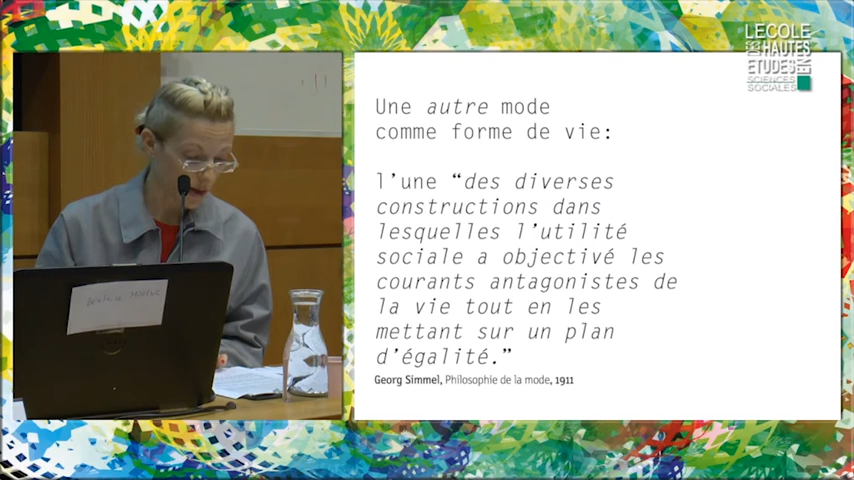 LECOLE
DES HAUTES
ETUDES EN
SCIENCES
SOCIALES
Une autre mode
comme forme de vie:
l'une “des diverses
constructions dans
lesquelles l'utilité
sociale a objectivé les
courants antagonistes de
la vie tout en les
mettant sur un plan
d'égalité.”
Georg Simmel, Philosophie de la mode, 1911